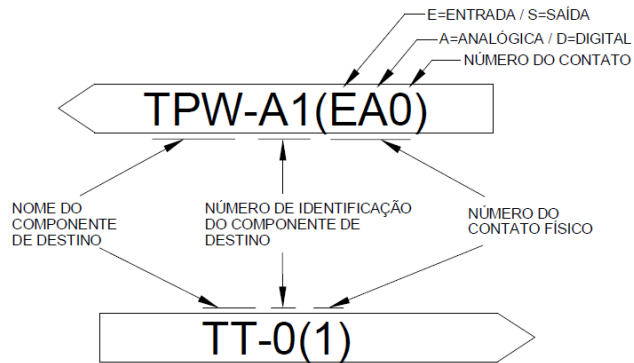 E=ENTRADA / S=SAÍDA
A=ANALÓGICA / D=DIGITAL
NÚMERO DO CONTATO
TPW-A1(EA0)
NOME DO
COMPONENTE
DE DESTINO
NÚMERO DE IDENTIFICAÇÃO
DO COMPONENTE DE
DESTINO
NÚMERO DO
CONTATO FÍSICO
TT-0(1)